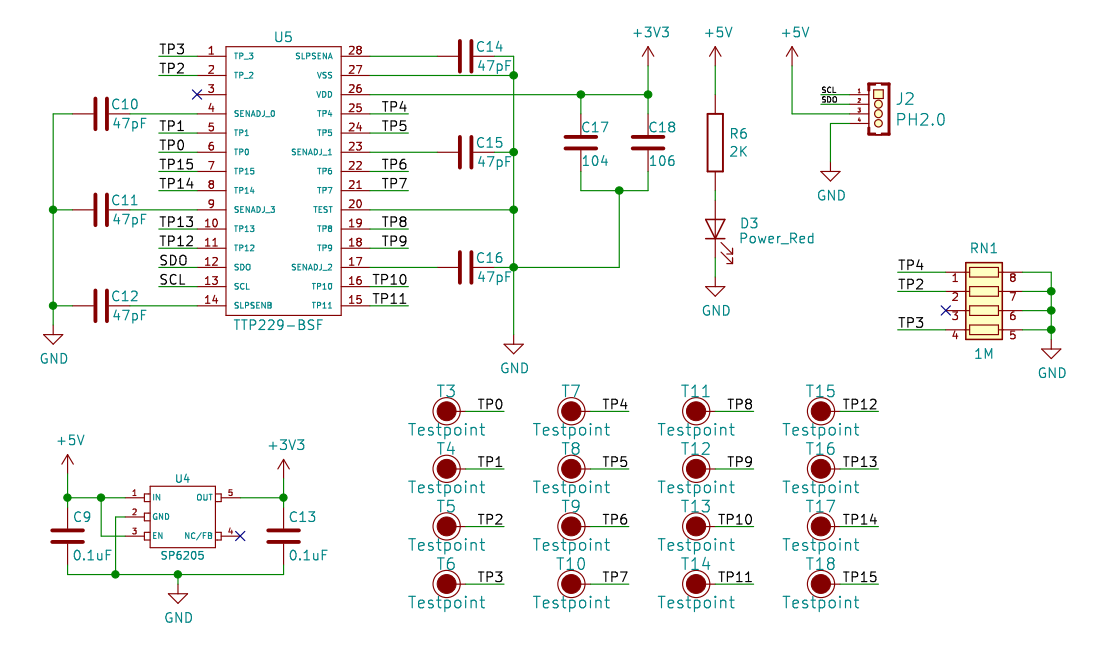 U5
TP3 1 TP_3 SLPSENA 28
TP2 2 TP_2 VSS 27
3 VDD 26
4 SENADJ_0 TP4 25 TP4
TP1 5 TP1 TP5 24 TP5
TP0 6 TP0 SENADJ_1 23
TP15 7 TP15 TP6 22 TP6
TP14 8 TP14 TP7 21 TP7
9 SENADJ_3 TEST 20
TP13 10 TP13 TP8 19 TP8
TP12 11 TP12 TP9 18 TP9
SDO 12 SDO SENADJ_2 17
SCL 13 SCL TP10 16 TP10
14 SLPSENB TP11 15 TP11
TTP229-BSF
C10
47pF
C11
47pF
C12
47pF
GND
C14
47pF
C15
47pF
C16
47pF
GND
+3V3
C17
104
C18
106
+5V
R6
2K
D3
Power_Red
GND
+5V
SCL 1
SDO 2
3
4
J2
PH2.0
GND
RN1
TP4 1 8
TP2 2 7
3 6
TP3 4 5
1M
GND
+5V
+3V3
U4
1 IN OUT 5
2 GND
3 EN NC/FB 4
SP6205
C9
0.1uF
C13
0.1uF
GND
T3 T7 T11 T15
TP0 TP4 TP8 TP12
Testpoint Testpoint Testpoint Testpoint
T4 T8 T12 T16
TP1 TP5 TP9 TP13
Testpoint Testpoint Testpoint Testpoint
T5 T9 T13 T17
TP2 TP6 TP10 TP14
Testpoint Testpoint Testpoint Testpoint
T6 T10 T14 T18
TP3 TP7 TP11 TP15
Testpoint Testpoint Testpoint Testpoint